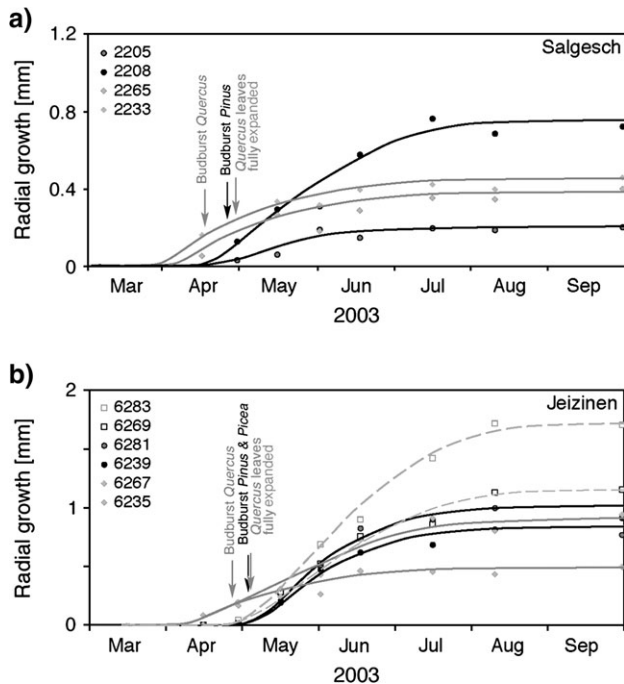 a)
Salgesch
2205
2208
2265
2233
Budburst Quercus
Budburst Pinus
Quercus leaves
fully expanded
Radial growth [mm]
1.2
0.8
0.4
0
Mar Apr May Jun Jul Aug Sep
2003
b)
Jeizinen
6283
6269
6281
6239
6267
6235
Budburst Quercus
Budburst Pinus & Picea
Quercus leaves
fully expanded
Radial growth [mm]
2
1
0
Mar Apr May Jun Jul Aug Sep
2003